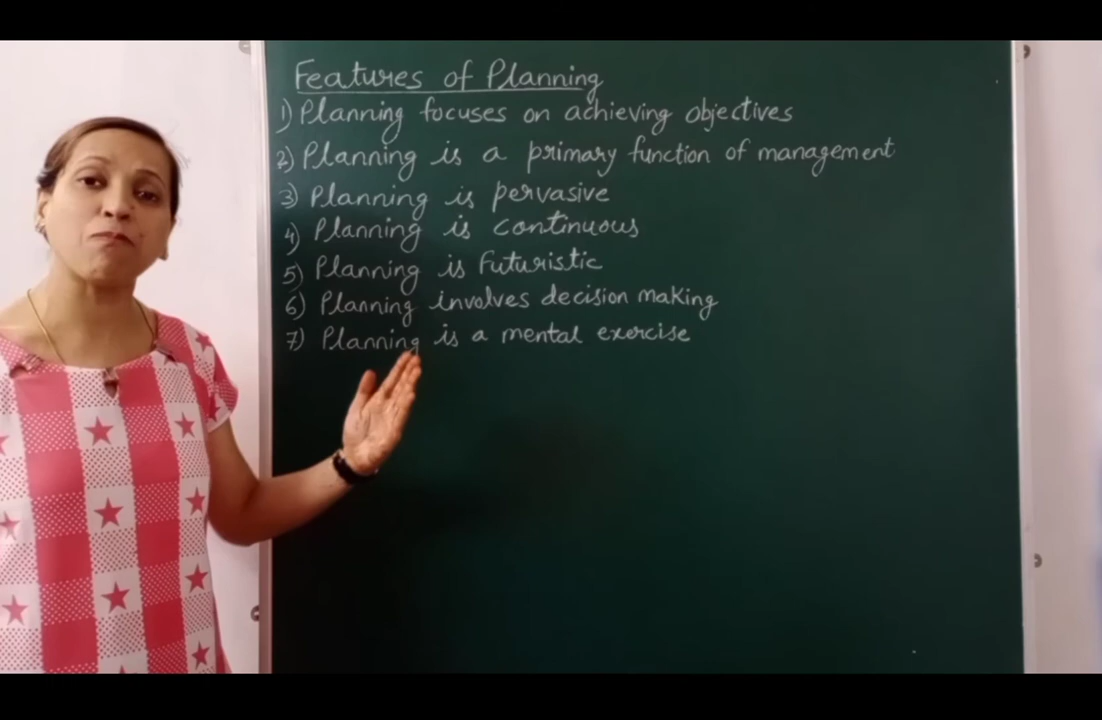 Features of Planning
1) Planning focuses on achieving objectives
2) Planning is a primary function of management
3) Planning is pervasive
4) Planning is continuous
5) Planning is futuristic
6) Planning involves decision making
7) Planning is a mental exercise